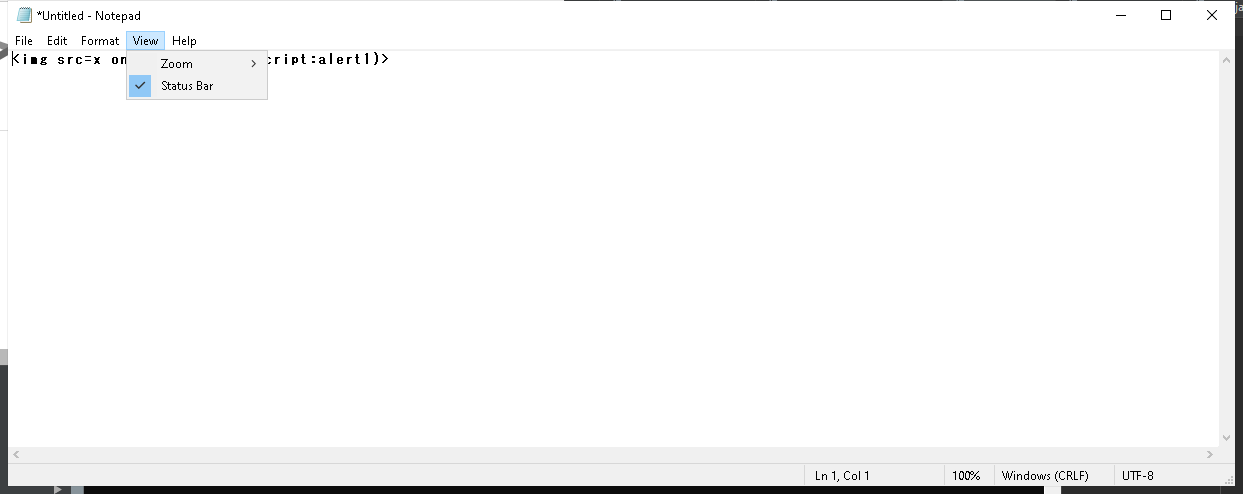 *Untitled - Notepad
File Edit Format View Help
<img src=x on cript:alert1)>
Zoom
Status Bar
Ln 1, Col 1 100% Windows (CRLF) UTF-8